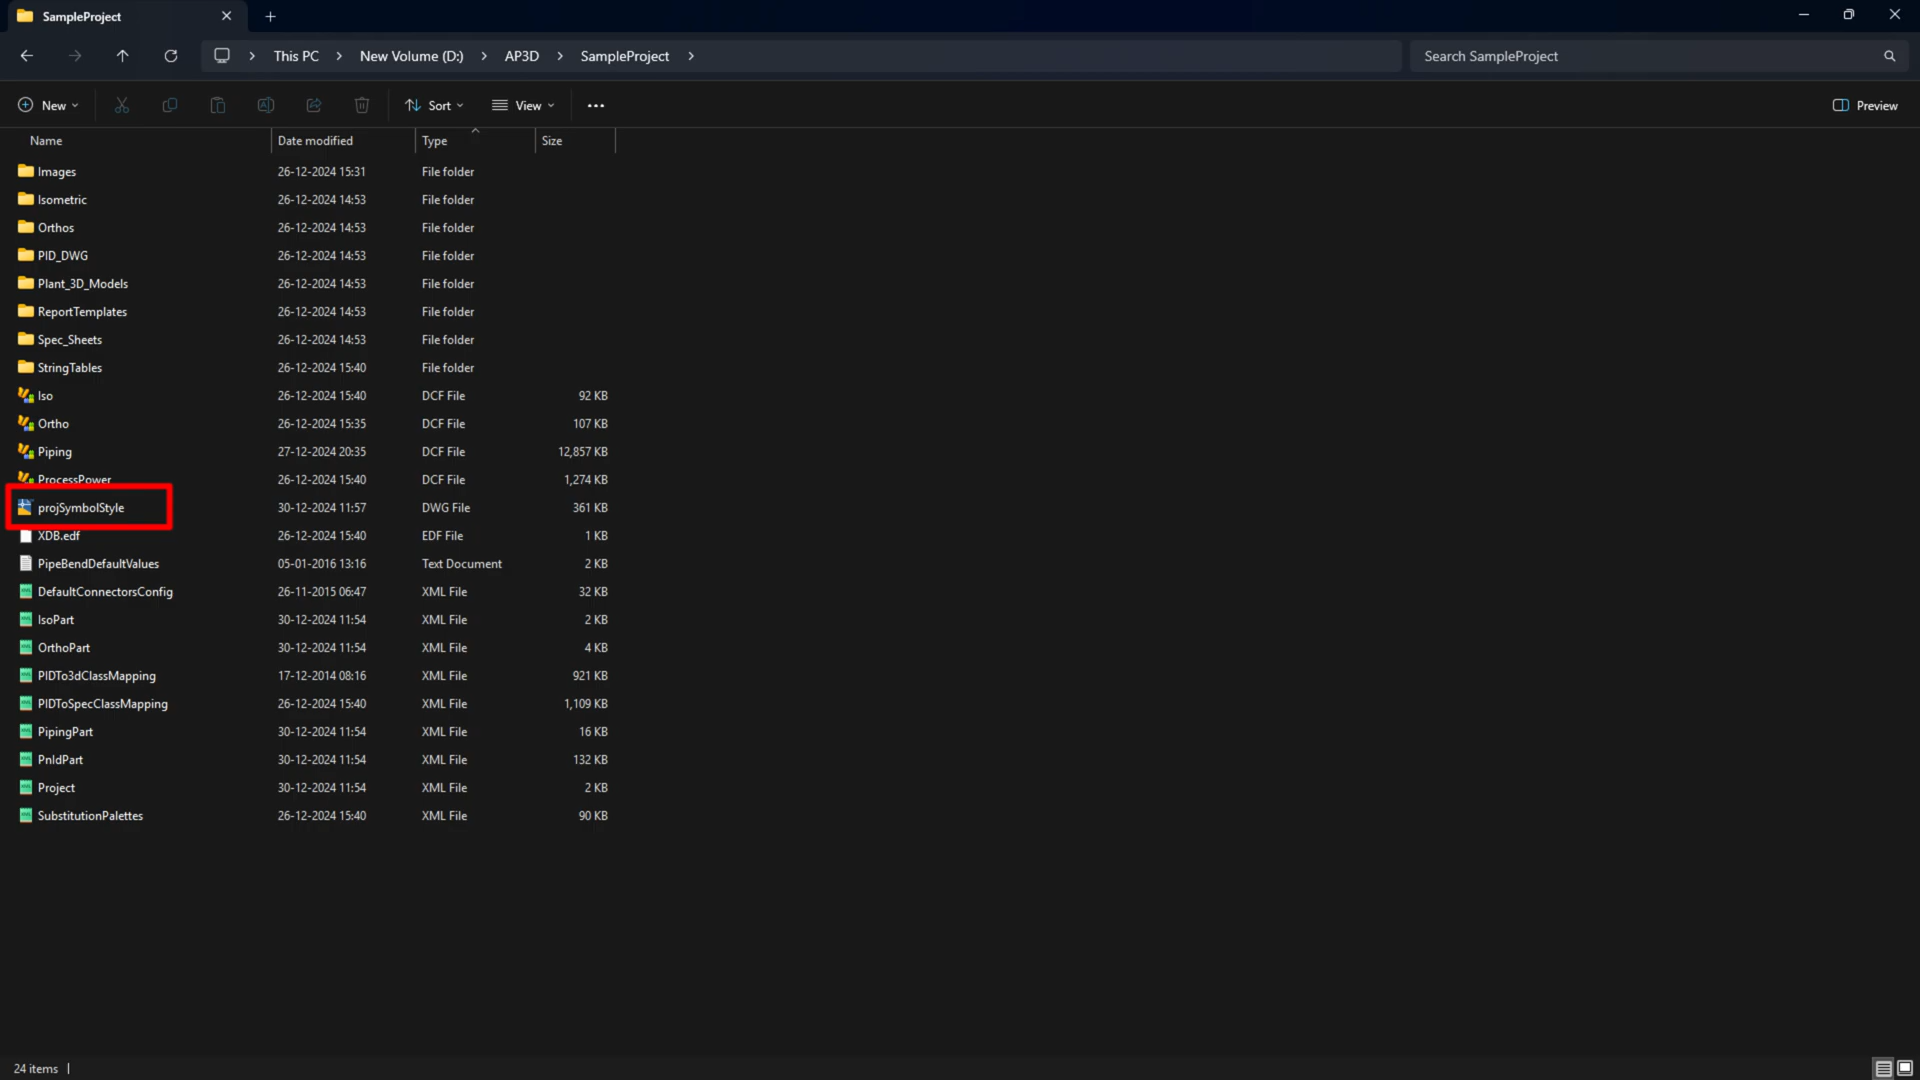 SampleProject
This PC > New Volume (D:) > AP3D > SampleProject >
Search SampleProject
New Sort View ••• Preview
Name Date modified Type Size
Images 26-12-2024 15:31 File folder
Isometric 26-12-2024 14:53 File folder
Orthos 26-12-2024 14:53 File folder
PID_DWG 26-12-2024 14:53 File folder
Plant_3D_Models 26-12-2024 14:53 File folder
ReportTemplates 26-12-2024 14:53 File folder
Spec_Sheets 26-12-2024 14:53 File folder
StringTables 26-12-2024 15:40 File folder
Iso 26-12-2024 15:40 DCF File 92 KB
Ortho 26-12-2024 15:35 DCF File 107 KB
Piping 27-12-2024 20:35 DCF File 12,857 KB
ProcessPower 26-12-2024 15:40 DCF File 1,274 KB
projSymbolStyle 30-12-2024 11:57 DWG File 361 KB
XDB.edf 26-12-2024 15:40 EDF File 1 KB
PipeBendDefaultValues 05-01-2016 13:16 Text Document 2 KB
DefaultConnectorsConfig 26-11-2015 06:47 XML File 32 KB
IsoPart 30-12-2024 11:54 XML File 2 KB
OrthoPart 30-12-2024 11:54 XML File 4 KB
PIDTo3dClassMapping 17-12-2014 08:16 XML File 921 KB
PIDToSpecClassMapping 26-12-2024 15:40 XML File 1,109 KB
PipingPart 30-12-2024 11:54 XML File 16 KB
PnIdPart 30-12-2024 11:54 XML File 132 KB
Project 30-12-2024 11:54 XML File 2 KB
SubstitutionPalettes 26-12-2024 15:40 XML File 90 KB
24 items